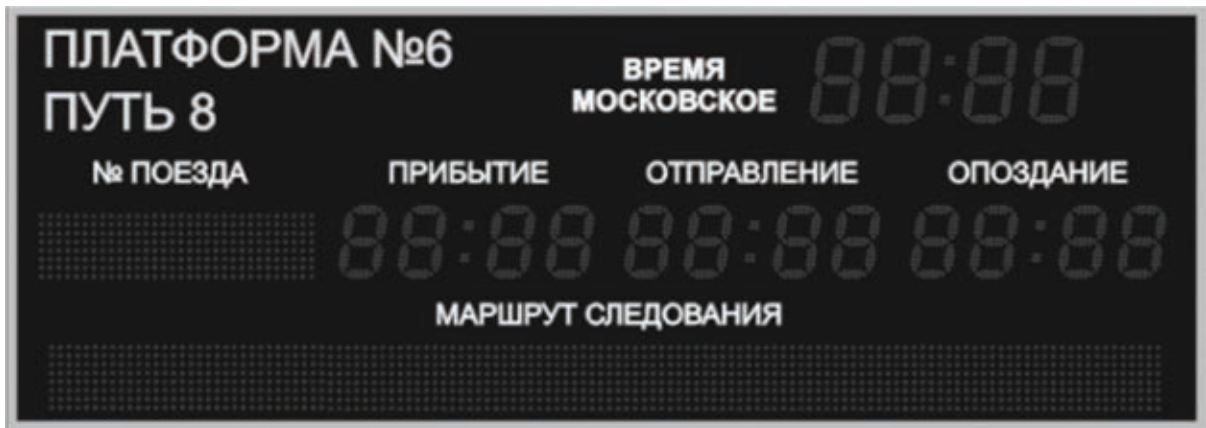 ПЛАТФОРМА №6
ПУТЬ 8
ВРЕМЯ
МОСКОВСКОЕ
№ ПОЕЗДА ПРИБЫТИЕ ОТПРАВЛЕНИЕ ОПОЗДАНИЕ
МАРШРУТ СЛЕДОВАНИЯ